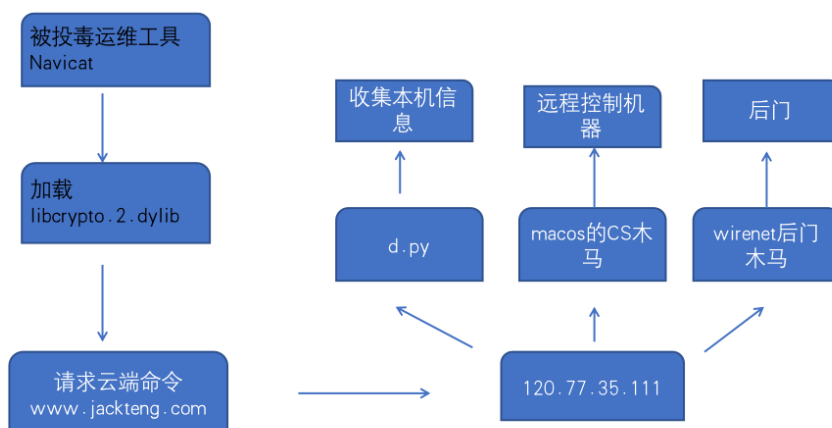 被投毒运维工具
Navicat
加载
libcrypto.2.dylib
请求云端命令
www.jackteng.com
收集本机信
息
远程控制机
器
后门
d.py
macos的CS木
马
wirenet后门
木马
120.77.35.111